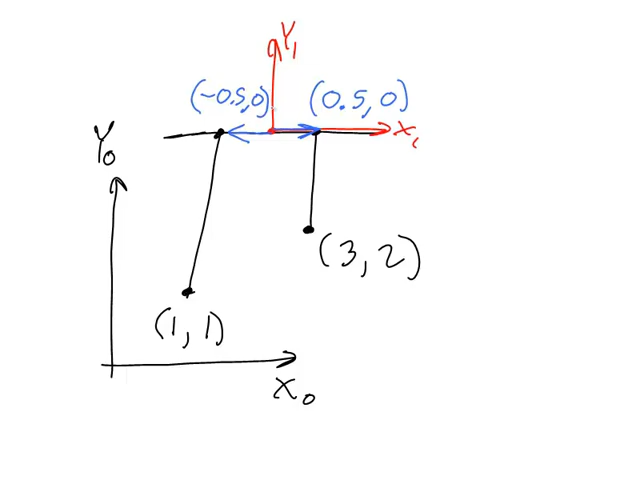 Y₁
(-0.5,0)
(0.5,0)
X₁
Y₀
(3,2)
(1,1)
X₀